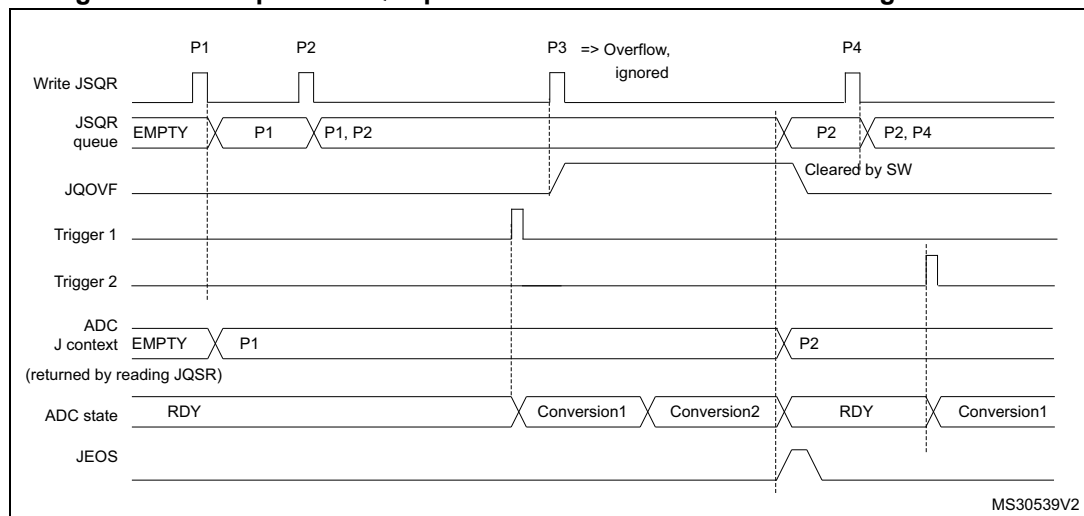 P1 P2 P3 => Overflow, P4
ignored
Write JSQR
JSQR
queue EMPTY P1 P1, P2 P2 P2, P4
Cleared by SW
JQOVF
Trigger 1
Trigger 2
ADC
J context EMPTY P1 P2
(returned by reading JQSR)
ADC state RDY Conversion1 Conversion2 RDY Conversion1
JEOS
MS30539V2